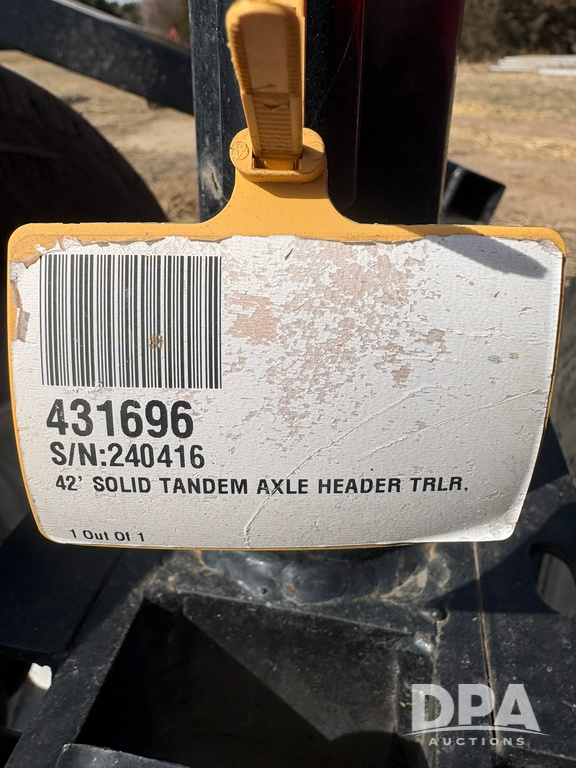 431696
S/N:240416
42' SOLID TANDEM AXLE HEADER TRLR,
1 Out Of 1
DPA
AUCTIONS